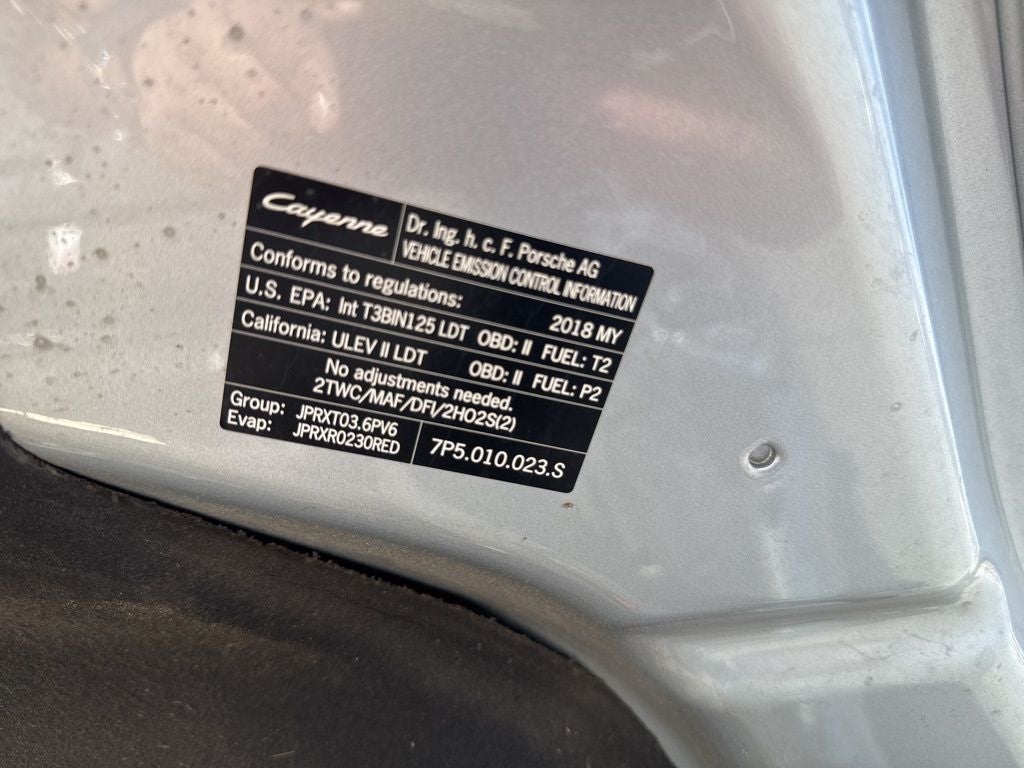 Cayenne
Dr. Ing. h. c. F. Porsche AG
VEHICLE EMISSION CONTROL INFORMATION
Conforms to regulations: 2018 MY
U.S. EPA: Int T3BIN125 LDT OBD: II FUEL: T2
California: ULEV II LDT OBD: II FUEL: P2
No adjustments needed.
2TWC/MAF/DFI/2HO2S(2)
Group: JPRXT03.6PV6
Evap: JPRXR0230RED
7P5.010.023.S